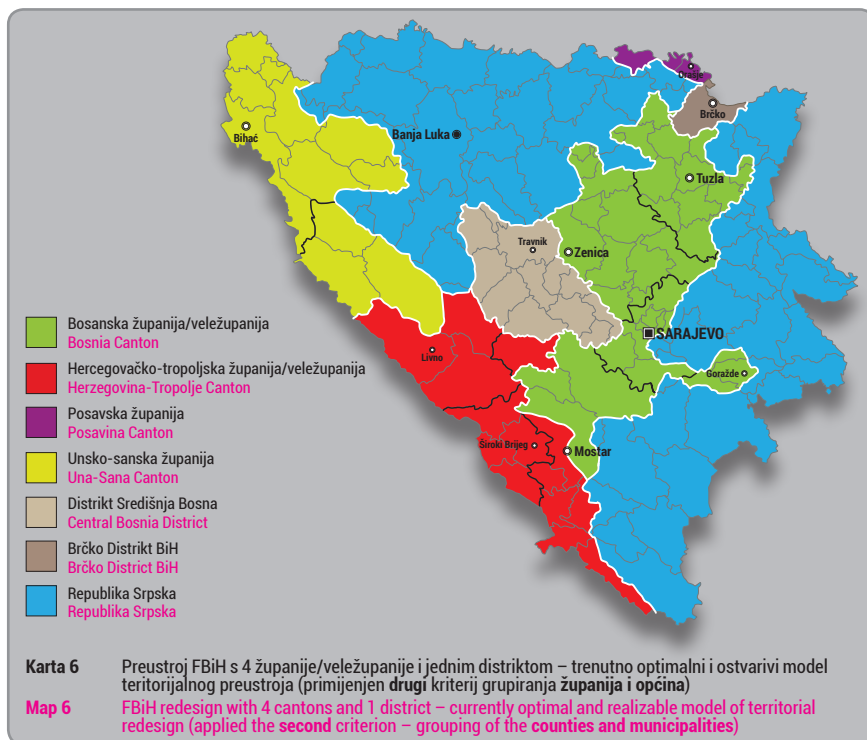 Orašje
Brčko
Bihać
Banja Luka
Tuzla
Travnik
Zenica
SARAJEVO
Livno
Goražde
Široki Brijeg
Mostar
Bosanska županija/veležupanija
Bosnia Canton
Hercegovačko-tropoljska županija/veležupanija
Herzegovina-Tropolje Canton
Posavska županija
Posavina Canton
Unsko-sanska županija
Una-Sana Canton
Distrikt Središnja Bosna
Central Bosnia District
Brčko Distrikt BiH
Brčko District BiH
Republika Srpska
Republika Srpska
Karta 6 Preustroj FBiH s 4 županije/veležupanije i jednim distriktom – trenutno optimalni i ostvarivi model
teritorijalnog preustroja (primijenjen drugi kriterij grupiranja županija i općina)
Map 6 FBiH redesign with 4 cantons and 1 district – currently optimal and realizable model of territorial
redesign (applied the second criterion – grouping of the counties and municipalities)